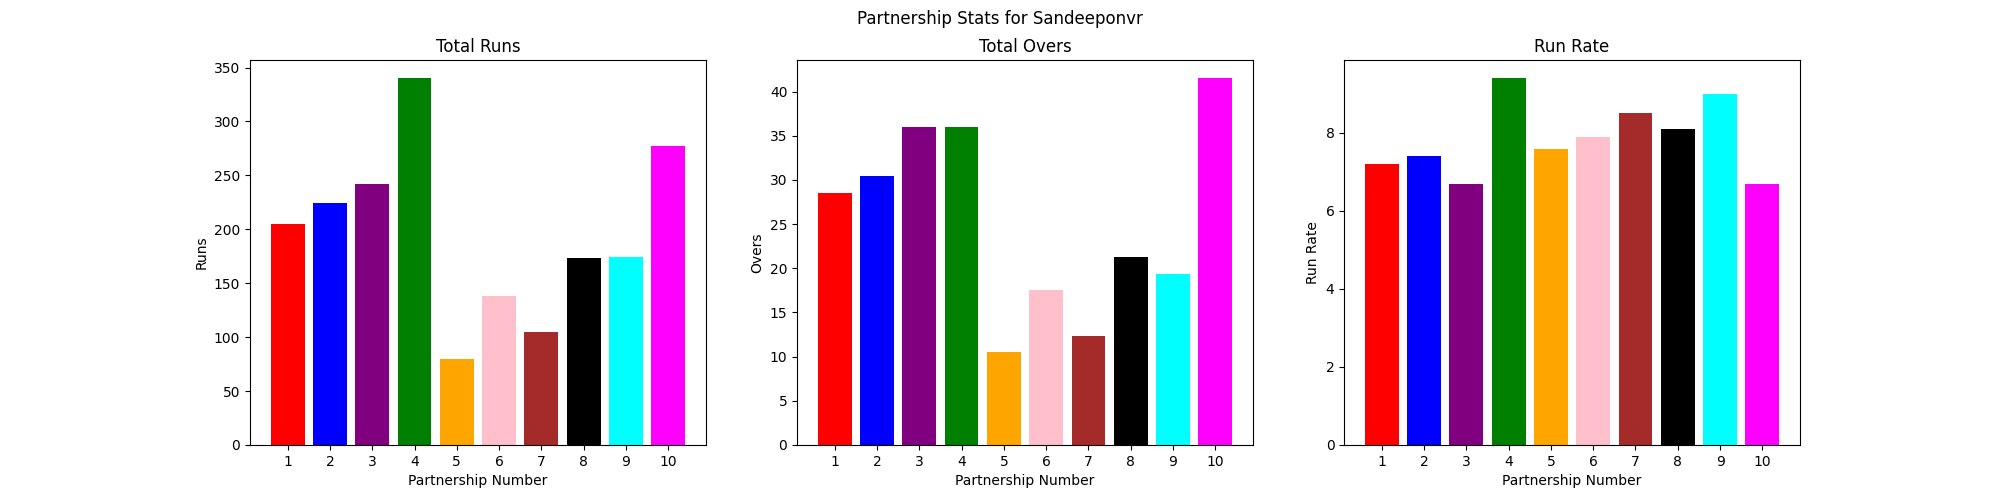 Partnership Stats for Sandeeponvr
Total Runs
350
300
250
200
150
100
50
0
Runs
1 2 3 4 5 6 7 8 9 10
Partnership Number
Total Overs
40
35
30
25
20
15
10
5
0
Overs
1 2 3 4 5 6 7 8 9 10
Partnership Number
Run Rate
8
6
4
2
0
Run Rate
1 2 3 4 5 6 7 8 9 10
Partnership Number